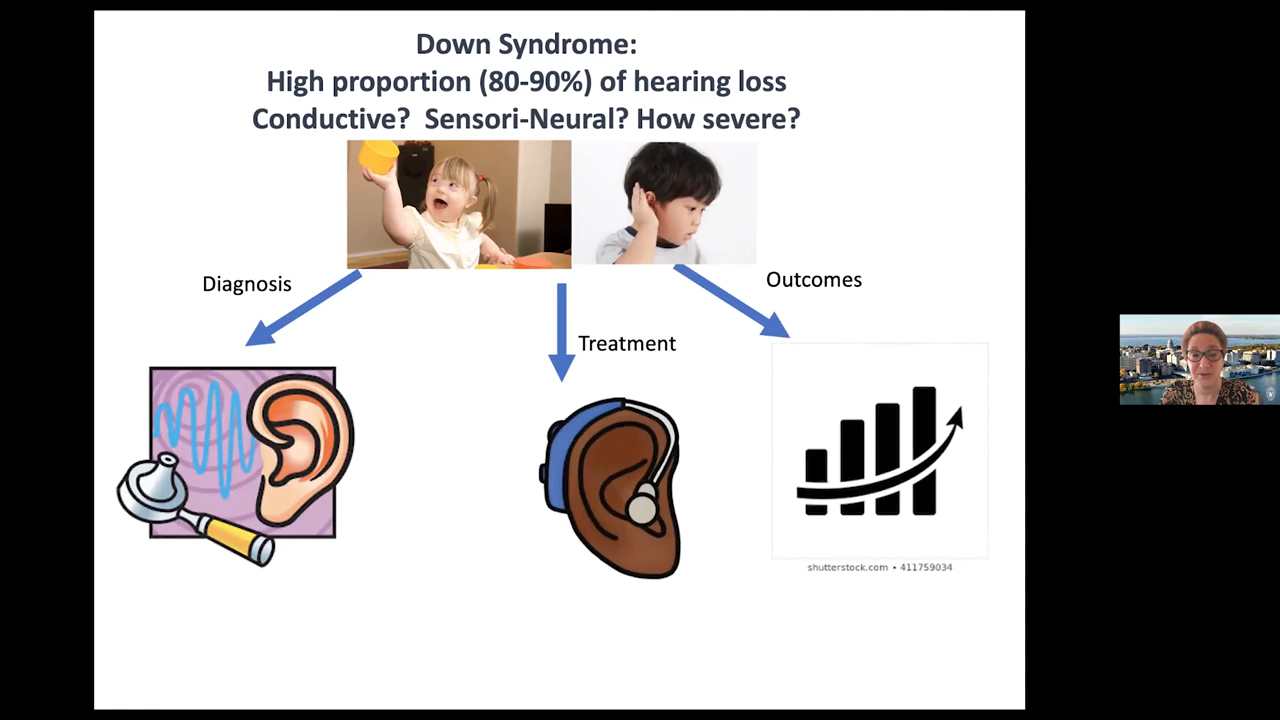 Down Syndrome:
High proportion (80-90%) of hearing loss
Conductive?  Sensori-Neural? How severe?
Diagnosis
Outcomes
Treatment
shutterstock.com • 411759034